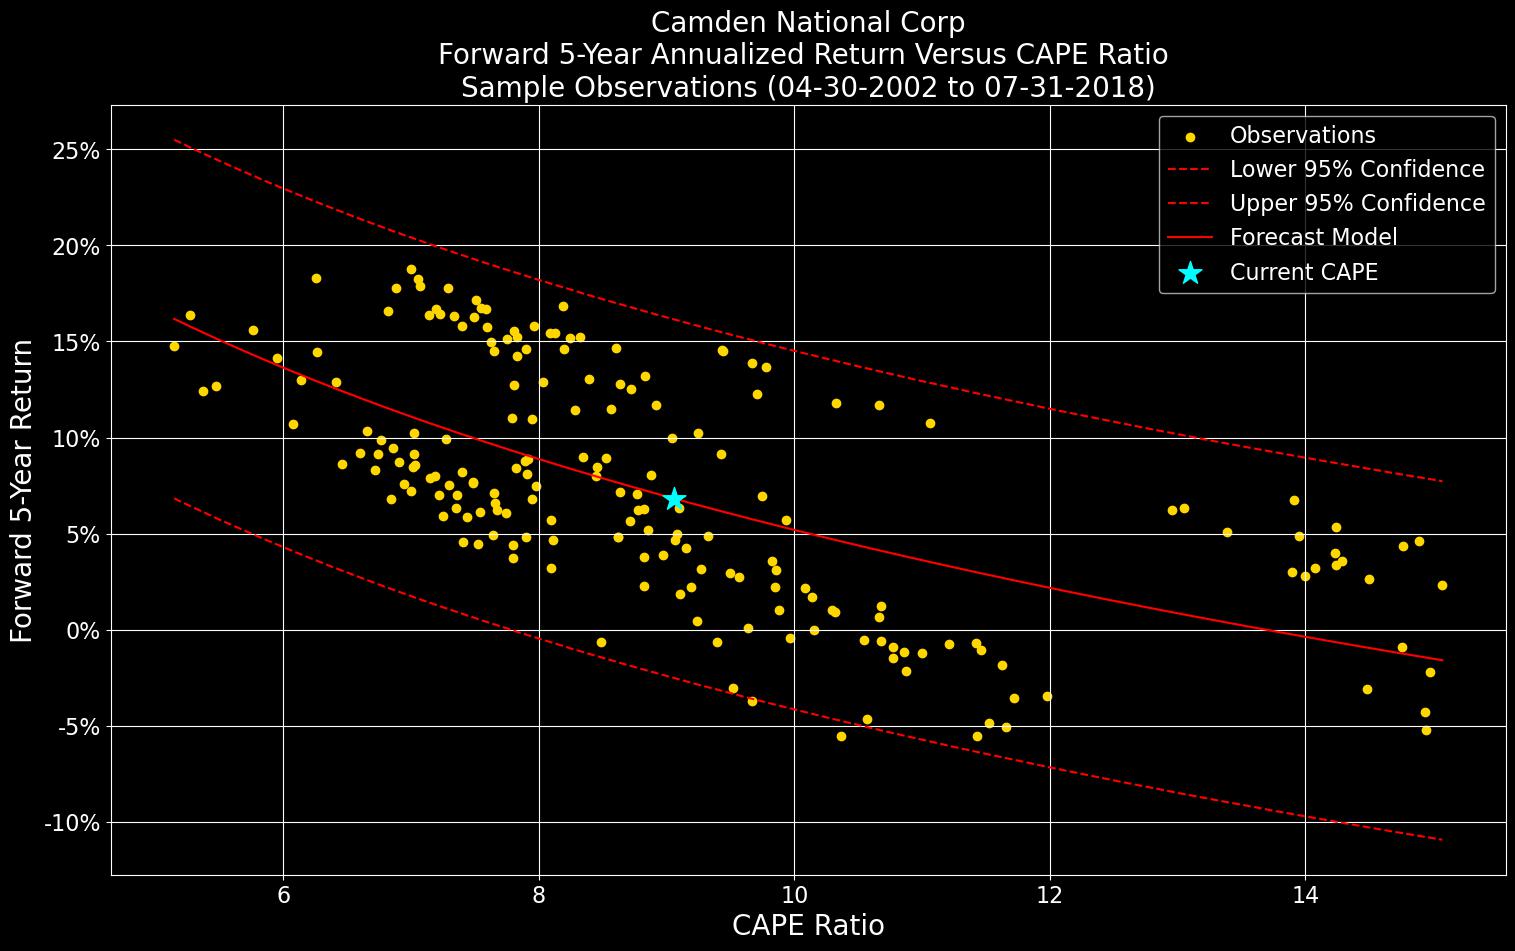 Camden National Corp
Forward 5-Year Annualized Return Versus CAPE Ratio
Sample Observations (04-30-2002 to 07-31-2018)
Observations
Lower 95% Confidence
Upper 95% Confidence
Forecast Model
Current CAPE
Forward 5-Year Return
25%
20%
15%
10%
5%
0%
-5%
-10%
6 8 10 12 14
CAPE Ratio